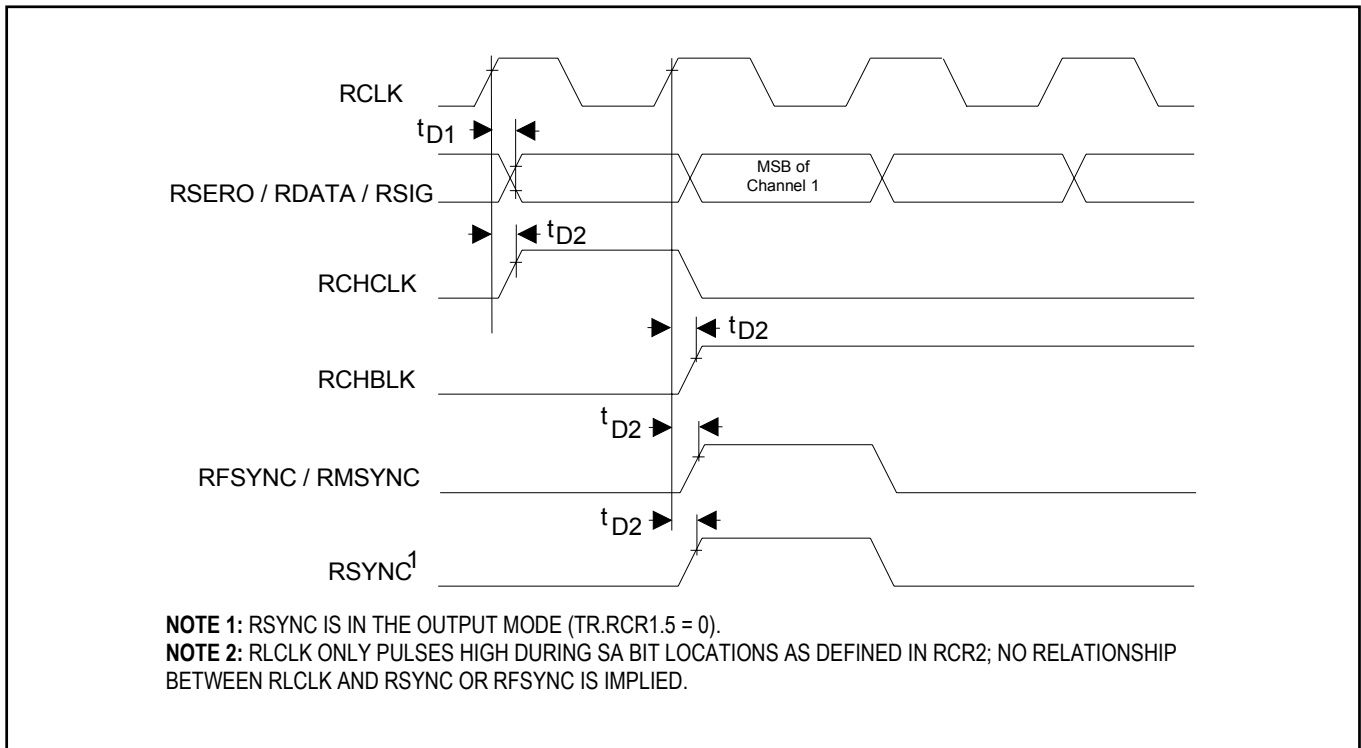 RCLK
tD1
MSB of
Channel 1
RSERO / RDATA / RSIG
tD2
RCHCLK
tD2
RCHBLK
tD2
RFSYNC / RMSYNC
tD2
RSYNC1
NOTE 1: RSYNC IS IN THE OUTPUT MODE (TR.RCR1.5 = 0).
NOTE 2: RLCLK ONLY PULSES HIGH DURING SA BIT LOCATIONS AS DEFINED IN RCR2; NO RELATIONSHIP
BETWEEN RLCLK AND RSYNC OR RFSYNC IS IMPLIED.